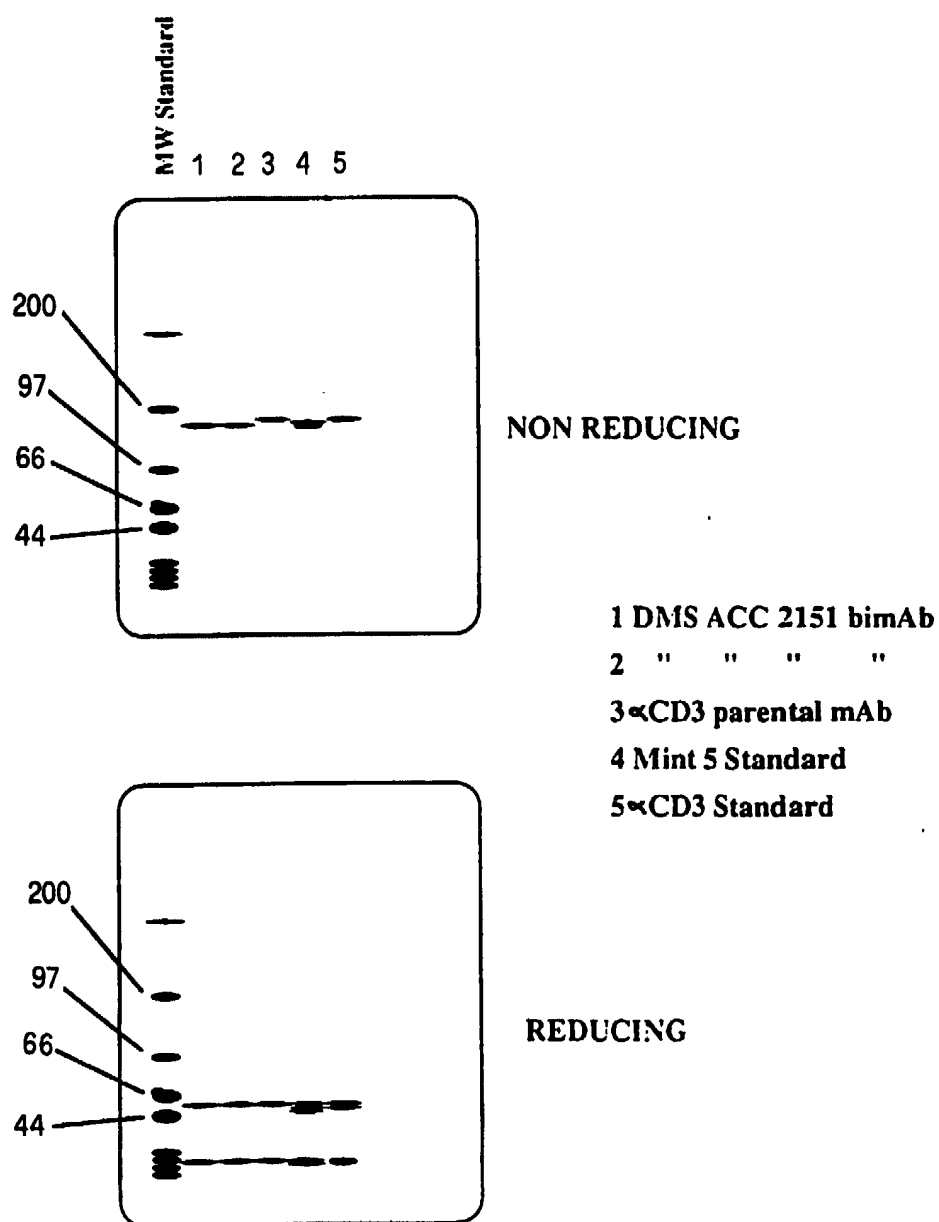 MW Standard
1 2 3 4 5
200
97
66
44
NON REDUCING
1 DMS ACC 2151 bimAb
2 " " " "
3 ∝CD3 parental mAb
4 Mint 5 Standard
5 ∝CD3 Standard
200
97
66
44
REDUCING